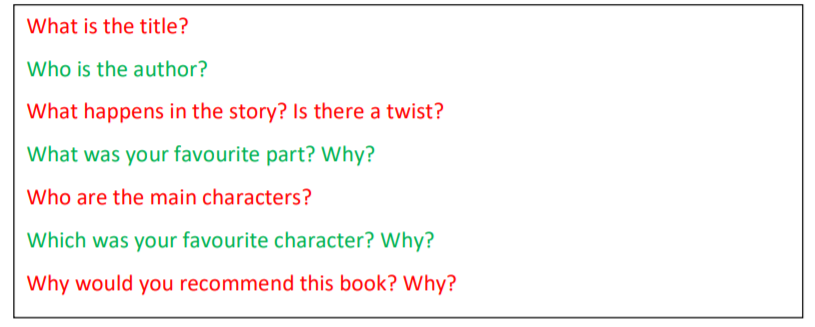 What is the title?
Who is the author?
What happens in the story? Is there a twist?
What was your favourite part? Why?
Who are the main characters?
Which was your favourite character? Why?
Why would you recommend this book? Why?